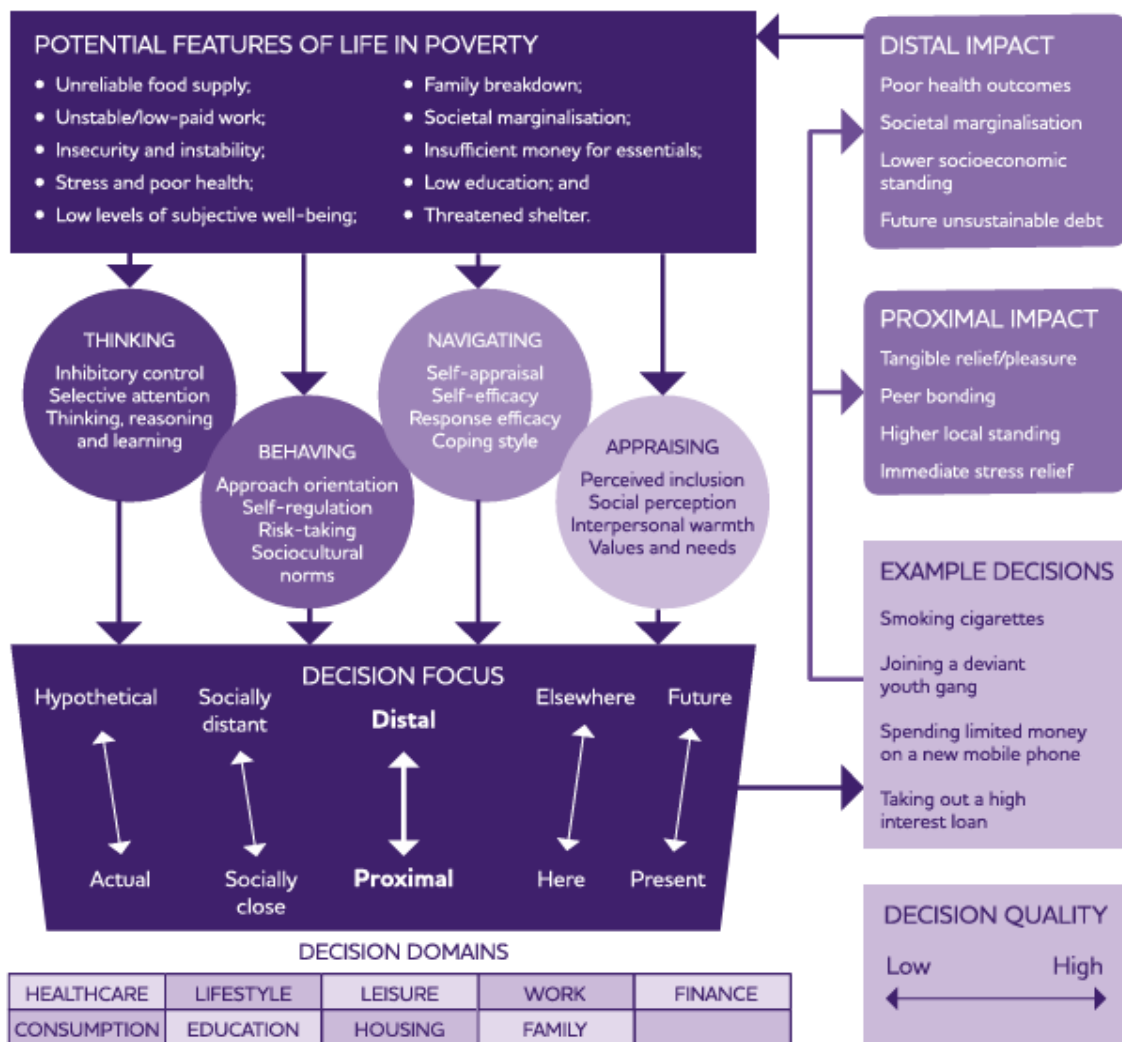 POTENTIAL FEATURES OF LIFE IN POVERTY
• Unreliable food supply;
• Unstable/low-paid work;
• Insecurity and instability;
• Stress and poor health;
• Low levels of subjective well-being;
• Family breakdown;
• Societal marginalisation;
• Insufficient money for essentials;
• Low education; and
• Threatened shelter.
THINKING
Inhibitory control
Selective attention
Thinking, reasoning
and learning
BEHAVING
Approach orientation
Self-regulation
Risk-taking
Sociocultural
norms
NAVIGATING
Self-appraisal
Self-efficacy
Response efficacy
Coping style
APPRAISING
Perceived inclusion
Social perception
Interpersonal warmth
Values and needs
DECISION FOCUS
Hypothetical
Socially
distant
Distal
Elsewhere
Future
Actual
Socially
close
Proximal
Here
Present
DECISION DOMAINS
HEALTHCARE
LIFESTYLE
LEISURE
WORK
FINANCE
CONSUMPTION
EDUCATION
HOUSING
FAMILY
DISTAL IMPACT
Poor health outcomes
Societal marginalisation
Lower socioeconomic
standing
Future unsustainable debt
PROXIMAL IMPACT
Tangible relief/pleasure
Peer bonding
Higher local standing
Immediate stress relief
EXAMPLE DECISIONS
Smoking cigarettes
Joining a deviant
youth gang
Spending limited money
on a new mobile phone
Taking out a high
interest loan
DECISION QUALITY
Low
High